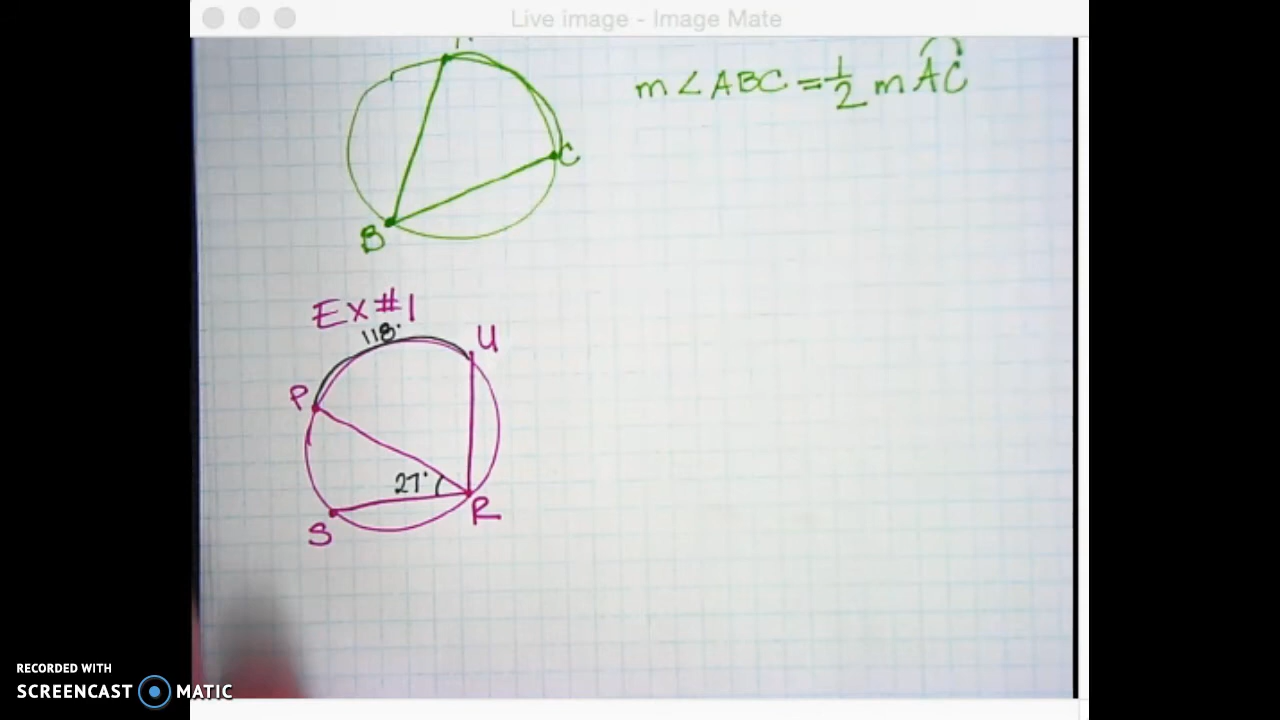 Live image - Image Mate
m∠ABC = 1/2 mAC
C
B
Ex #1
118°
U
P
27°
R
S
RECORDED WITH
SCREENCAST MATIC